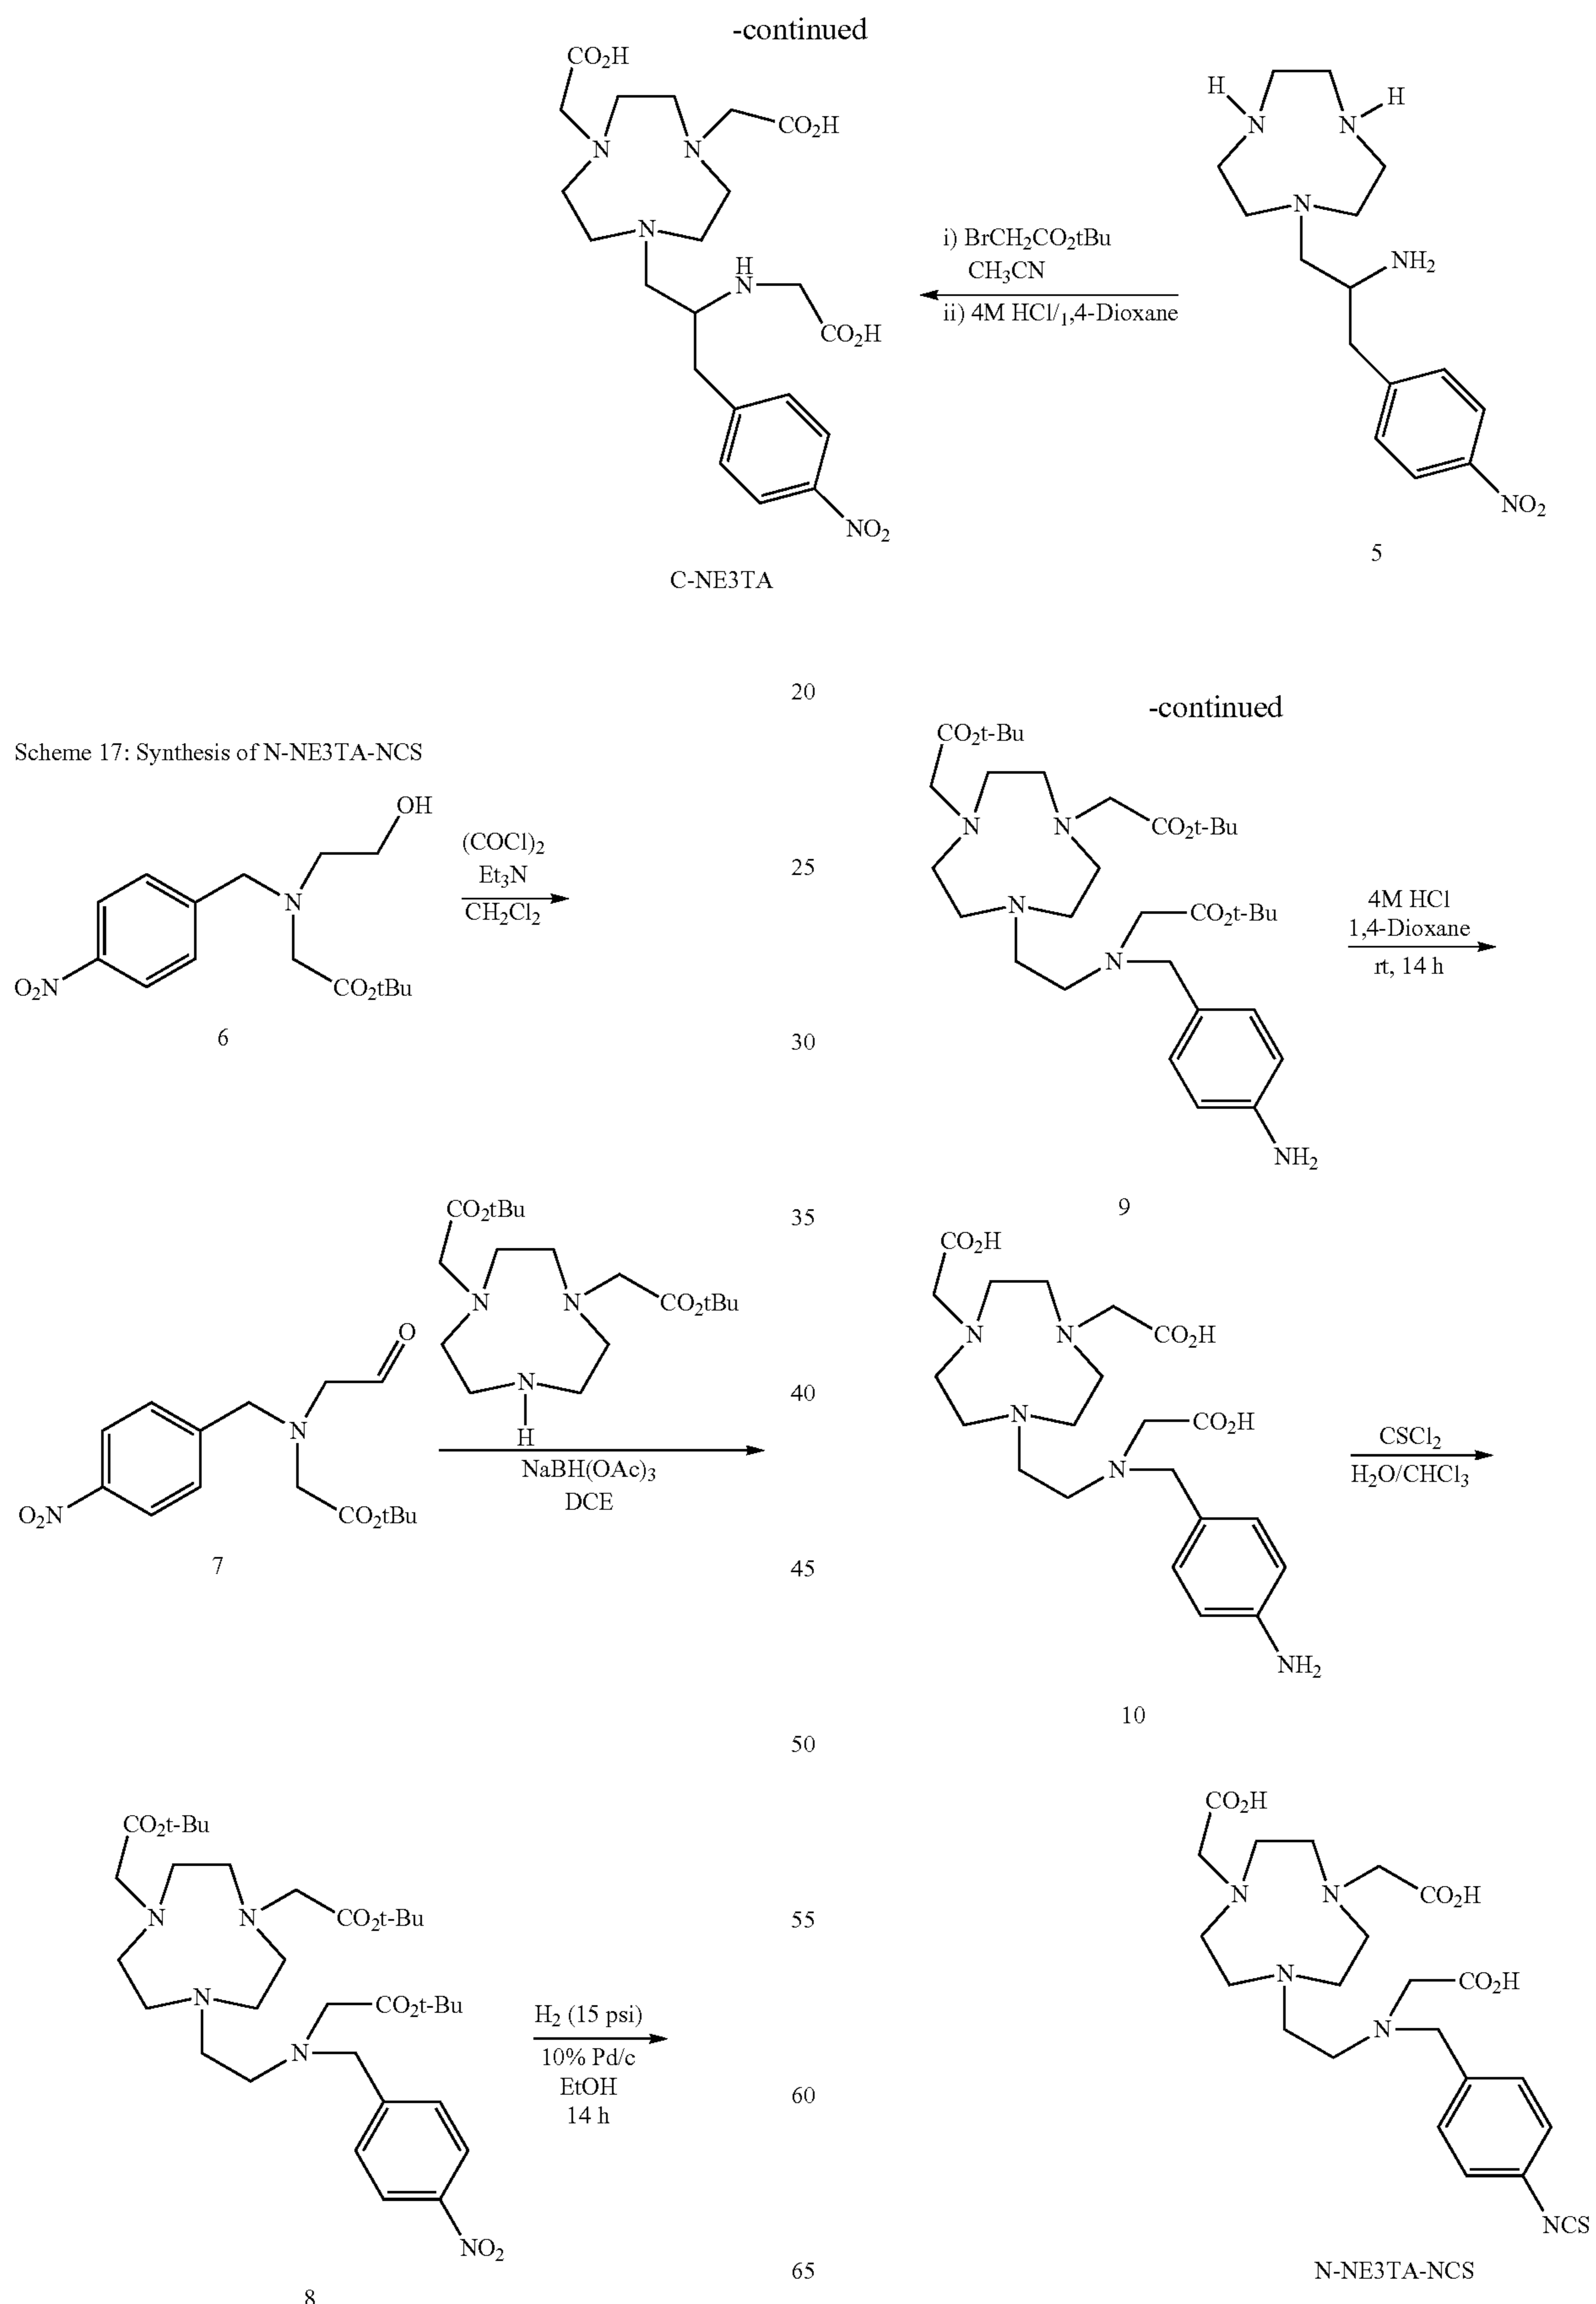 -continued
CO₂H
CO₂H
N
N
N
H
N
CO₂H
NO₂
C-NE3TA
i) BrCH₂CO₂tBu
CH₃CN
ii) 4M HCl/1,4-Dioxane
H
H
N
N
N
NH₂
NO₂
5
20
Scheme 17: Synthesis of N-NE3TA-NCS
OH
N
O₂N
CO₂tBu
6
(COCl)₂
Et₃N
CH₂Cl₂
25
30
35
CO₂tBu
N
N
CO₂tBu
N
H
O
N
O₂N
CO₂tBu
7
NaBH(OAc)₃
DCE
40
45
50
CO₂t-Bu
N
N
CO₂t-Bu
N
CO₂t-Bu
N
NO₂
8
H₂ (15 psi)
10% Pd/c
EtOH
14 h
55
60
65
-continued
CO₂t-Bu
N
N
CO₂t-Bu
N
CO₂t-Bu
N
NH₂
9
4M HCl
1,4-Dioxane
rt, 14 h
CO₂H
N
N
CO₂H
N
CO₂H
N
NH₂
10
CSCl₂
H₂O/CHCl₃
CO₂H
N
N
CO₂H
N
CO₂H
N
NCS
N-NE3TA-NCS